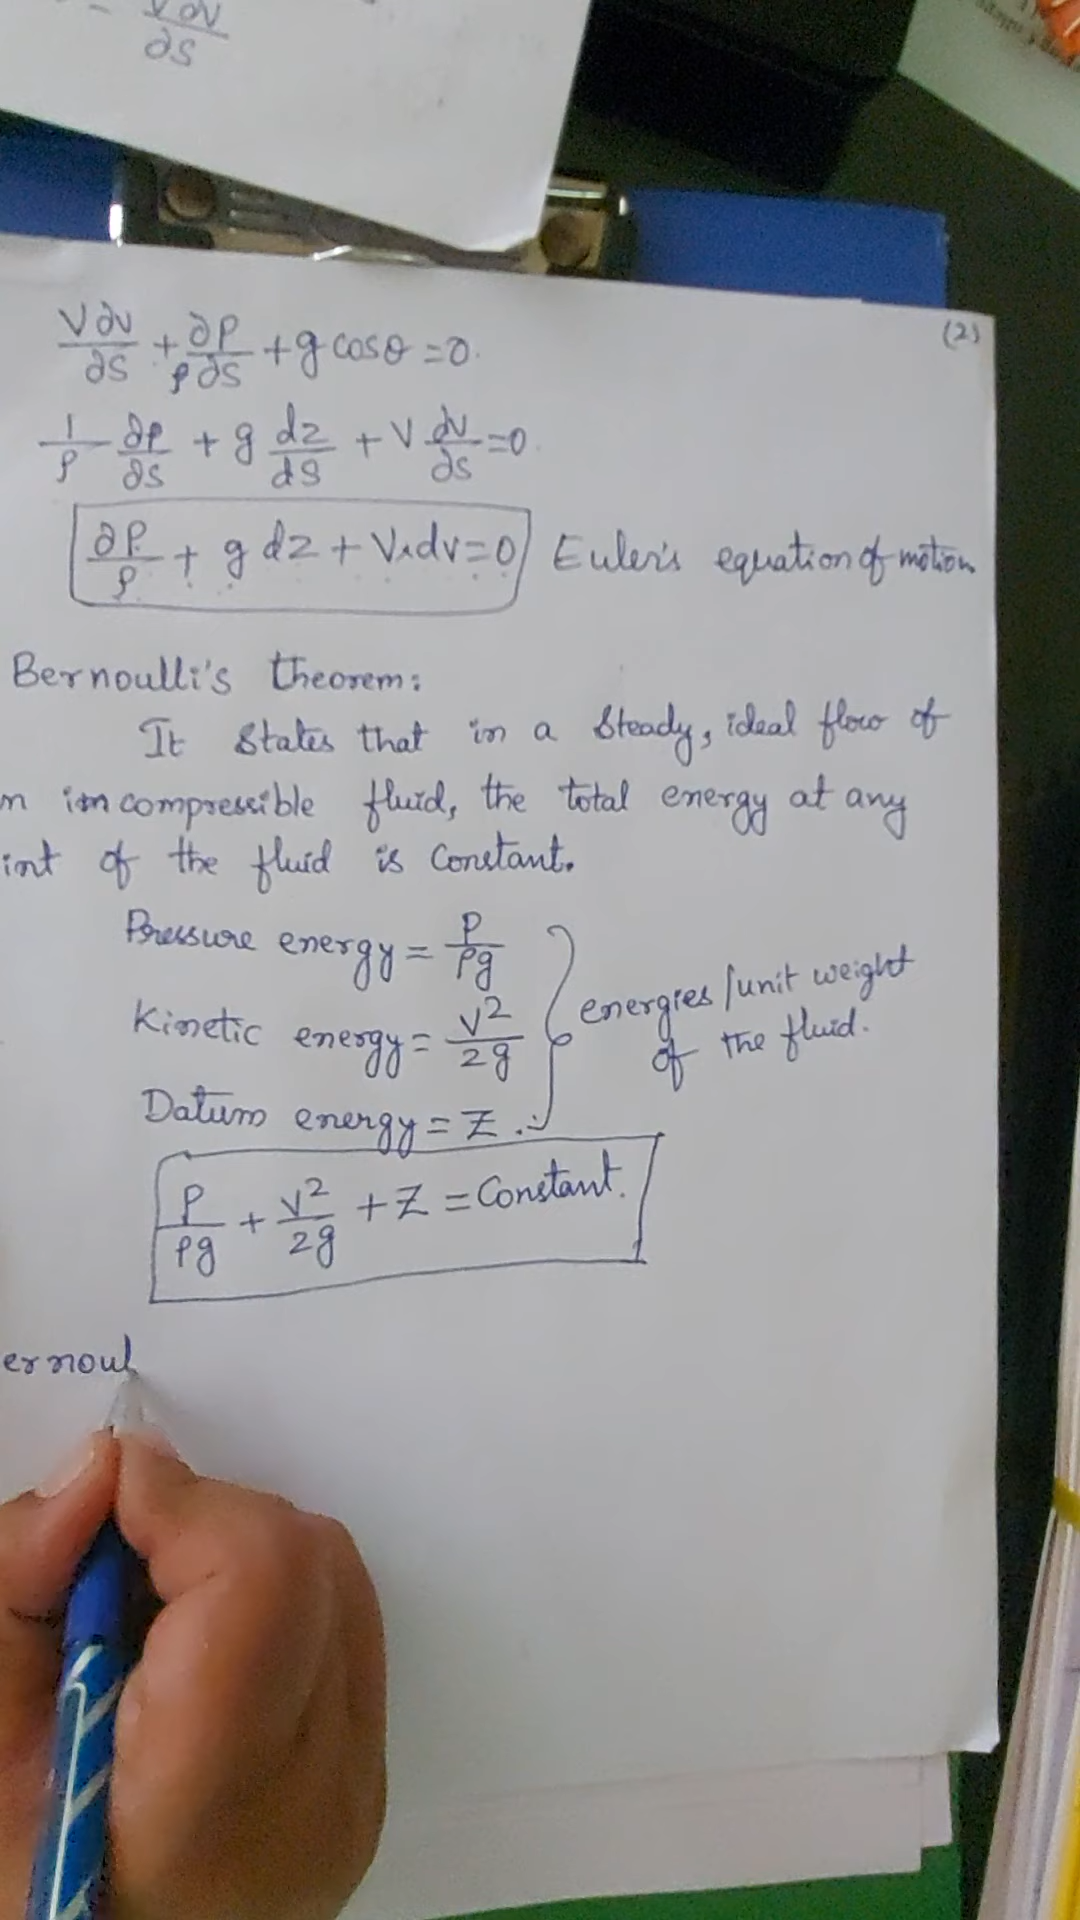 V∂v/∂s
V∂v/∂s + ∂P/ρ∂s + g cosθ = 0.
(2)
1/ρ ∂P/∂s + g dz/ds + V ∂v/∂s = 0.
∂P/ρ + g dz + V×dv = 0 Euler's equation of motion
Bernoulli's theorem:
It states that in a steady, ideal flow of
n incompressible fluid, the total energy at any
int of the fluid is Constant.
Pressure energy = P/ρg
Kinetic energy = V²/2g
energies/unit weight
of the fluid.
Datum energy = Z.
P/ρg + V²/2g + Z = Constant.
ernoul